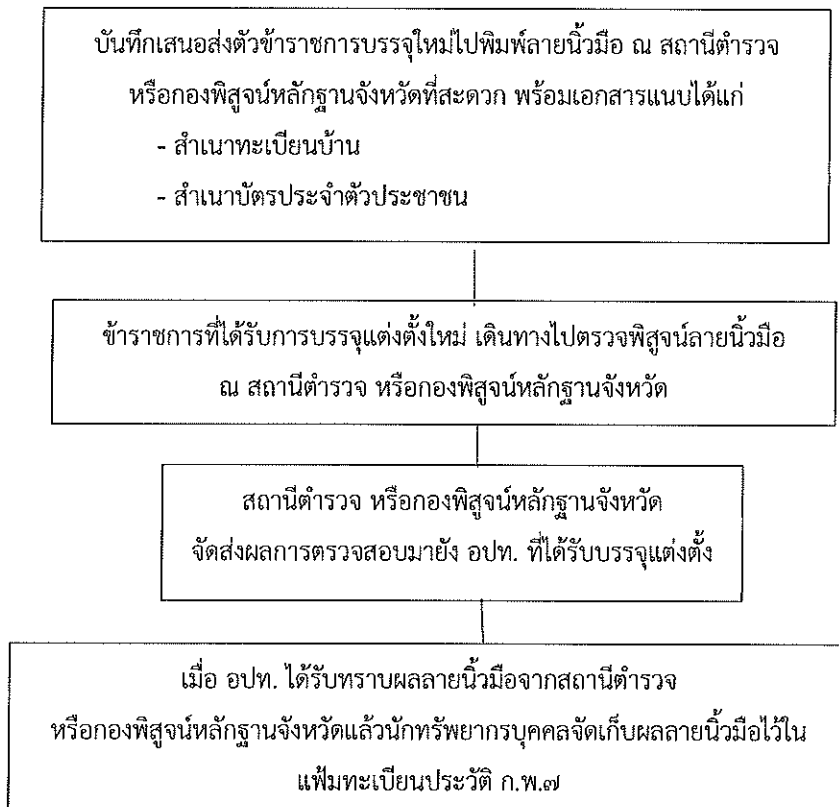 บันทึกเสนอส่งตัวข้าราชการบรรจุใหม่ไปพิมพ์ลายนิ้วมือ ณ สถานีตำรวจ
หรือกองพิสูจน์หลักฐานจังหวัดที่สะดวก พร้อมเอกสารแนบได้แก่
- สำเนาทะเบียนบ้าน
- สำเนาบัตรประจำตัวประชาชน
ข้าราชการที่ได้รับการบรรจุแต่งตั้งใหม่ เดินทางไปตรวจพิสูจน์ลายนิ้วมือ
ณ สถานีตำรวจ หรือกองพิสูจน์หลักฐานจังหวัด
สถานีตำรวจ หรือกองพิสูจน์หลักฐานจังหวัด
จัดส่งผลการตรวจสอบมายัง อปท. ที่ได้รับบรรจุแต่งตั้ง
เมื่อ อปท. ได้รับทราบผลลายนิ้วมือจากสถานีตำรวจ
หรือกองพิสูจน์หลักฐานจังหวัดแล้วนักทรัพยากรบุคคลจัดเก็บผลลายนิ้วมือไว้ใน
แฟ้มทะเบียนประวัติ ก.พ.๗